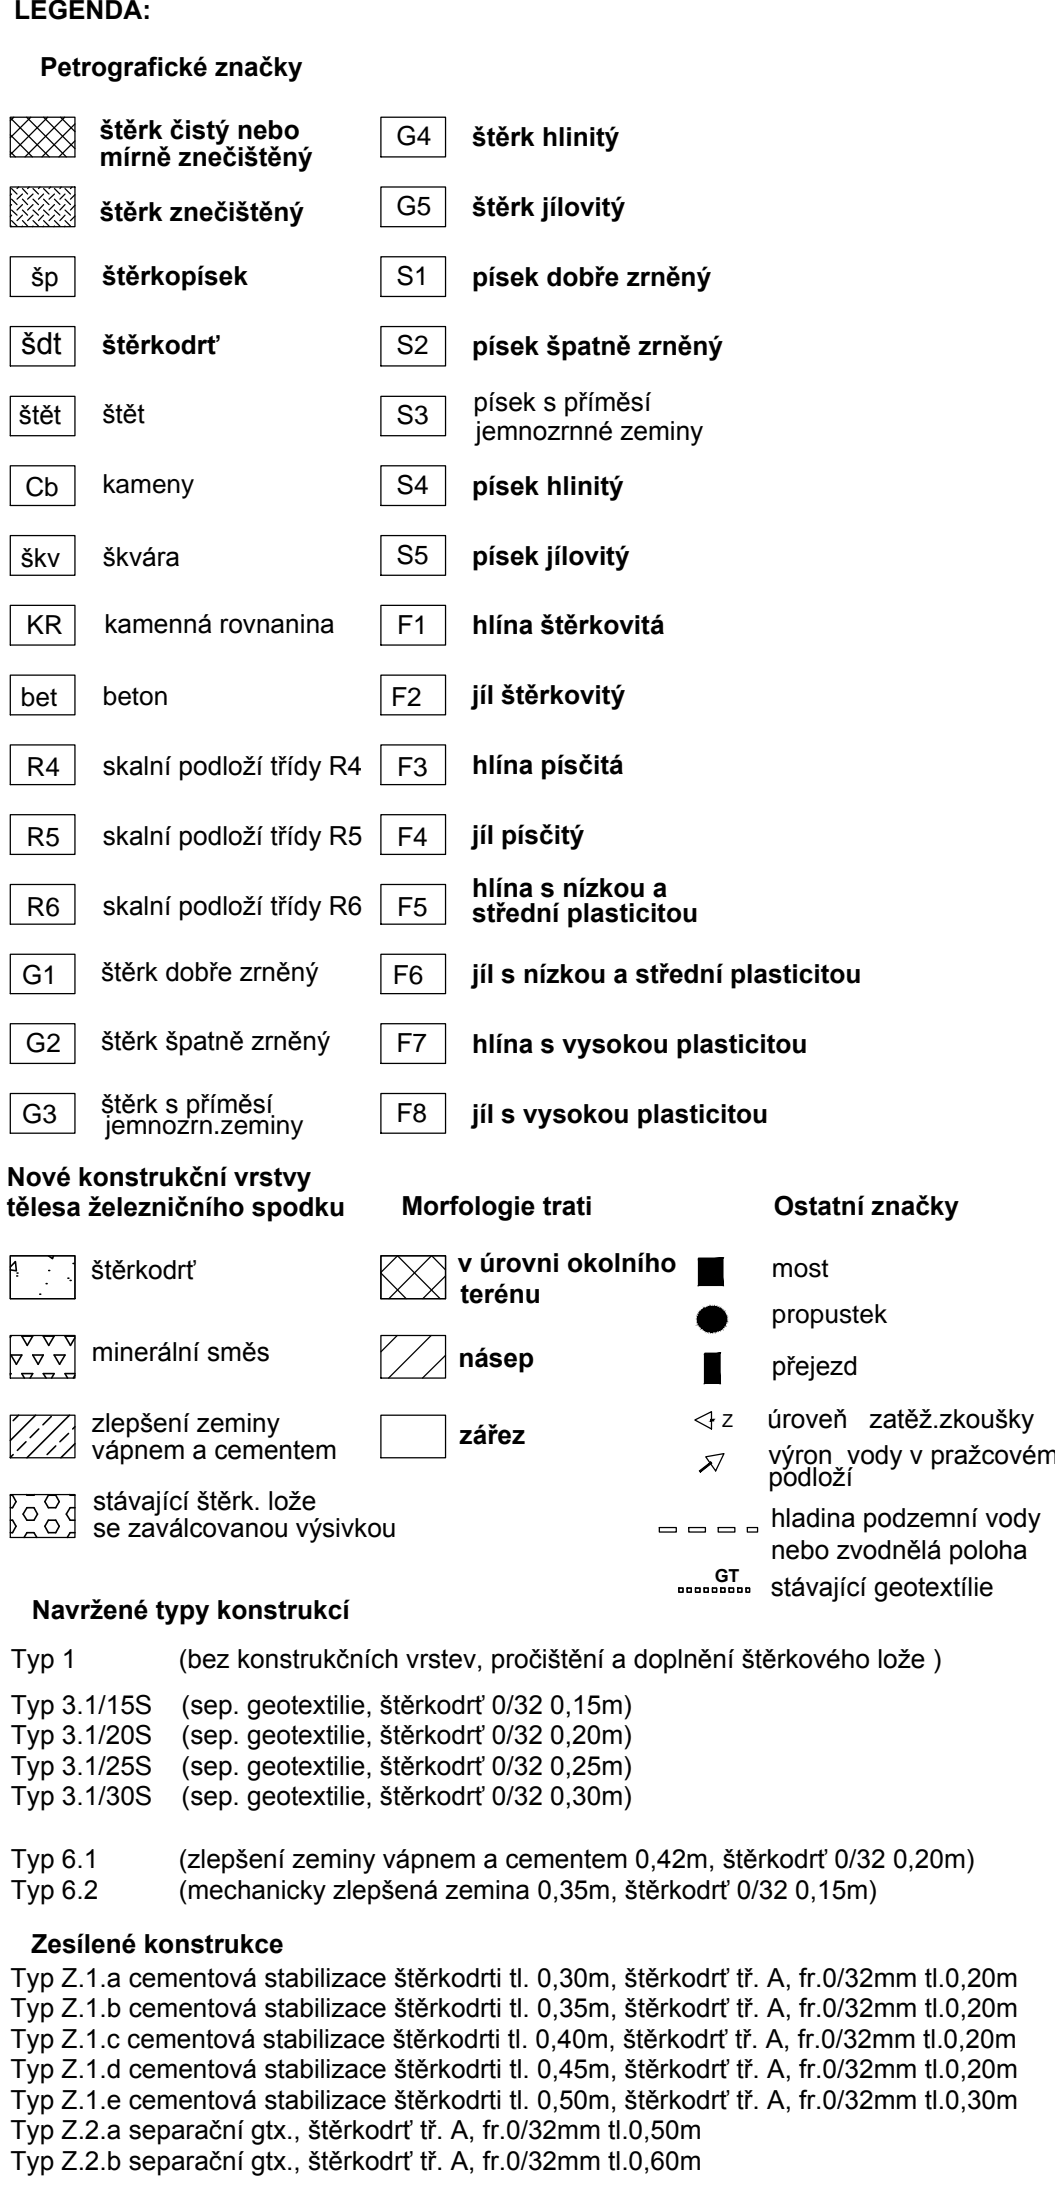 LEGENDA:
Petrografické značky
štěrk čistý nebo
mírně znečištěný
štěrk znečištěný
šp štěrkopísek
šdt štěrkodrť
štět štět
Cb kameny
škv škvára
KR kamenná rovnanina
bet beton
R4 skalní podloží třídy R4
R5 skalní podloží třídy R5
R6 skalní podloží třídy R6
G1 štěrk dobře zrněný
G2 štěrk špatně zrněný
G3 štěrk s příměsí
jemnozrn.zeminy
G4 štěrk hlinitý
G5 štěrk jílovitý
S1 písek dobře zrněný
S2 písek špatně zrněný
S3 písek s příměsí
jemnozrnné zeminy
S4 písek hlinitý
S5 písek jílovitý
F1 hlína štěrkovitá
F2 jíl štěrkovitý
F3 hlína písčitá
F4 jíl písčitý
F5 hlína s nízkou a
střední plasticitou
F6 jíl s nízkou a střední plasticitou
F7 hlína s vysokou plasticitou
F8 jíl s vysokou plasticitou
Nové konstrukční vrstvy
tělesa železničního spodku
štěrkodrť
minerální směs
zlepšení zeminy
vápnem a cementem
stávající štěrk. lože
se zaválcovanou výsivkou
Morfologie trati
v úrovni okolního
terénu
násep
zářez
Ostatní značky
most
propustek
přejezd
z úroveň zatěž.zkoušky
výron vody v pražcovém
podloží
hladina podzemní vody
nebo zvodnělá poloha
GT stávající geotextílie
Navržené typy konstrukcí
Typ 1 (bez konstrukčních vrstev, pročištění a doplnění štěrkového lože )
Typ 3.1/15S (sep. geotextilie, štěrkodrť 0/32 0,15m)
Typ 3.1/20S (sep. geotextilie, štěrkodrť 0/32 0,20m)
Typ 3.1/25S (sep. geotextilie, štěrkodrť 0/32 0,25m)
Typ 3.1/30S (sep. geotextilie, štěrkodrť 0/32 0,30m)
Typ 6.1 (zlepšení zeminy vápnem a cementem 0,42m, štěrkodrť 0/32 0,20m)
Typ 6.2 (mechanicky zlepšená zemina 0,35m, štěrkodrť 0/32 0,15m)
Zesílené konstrukce
Typ Z.1.a cementová stabilizace štěrkodrti tl. 0,30m, štěrkodrť tř. A, fr.0/32mm tl.0,20m
Typ Z.1.b cementová stabilizace štěrkodrti tl. 0,35m, štěrkodrť tř. A, fr.0/32mm tl.0,20m
Typ Z.1.c cementová stabilizace štěrkodrti tl. 0,40m, štěrkodrť tř. A, fr.0/32mm tl.0,20m
Typ Z.1.d cementová stabilizace štěrkodrti tl. 0,45m, štěrkodrť tř. A, fr.0/32mm tl.0,20m
Typ Z.1.e cementová stabilizace štěrkodrti tl. 0,50m, štěrkodrť tř. A, fr.0/32mm tl.0,30m
Typ Z.2.a separační gtx., štěrkodrť tř. A, fr.0/32mm tl.0,50m
Typ Z.2.b separační gtx., štěrkodrť tř. A, fr.0/32mm tl.0,60m